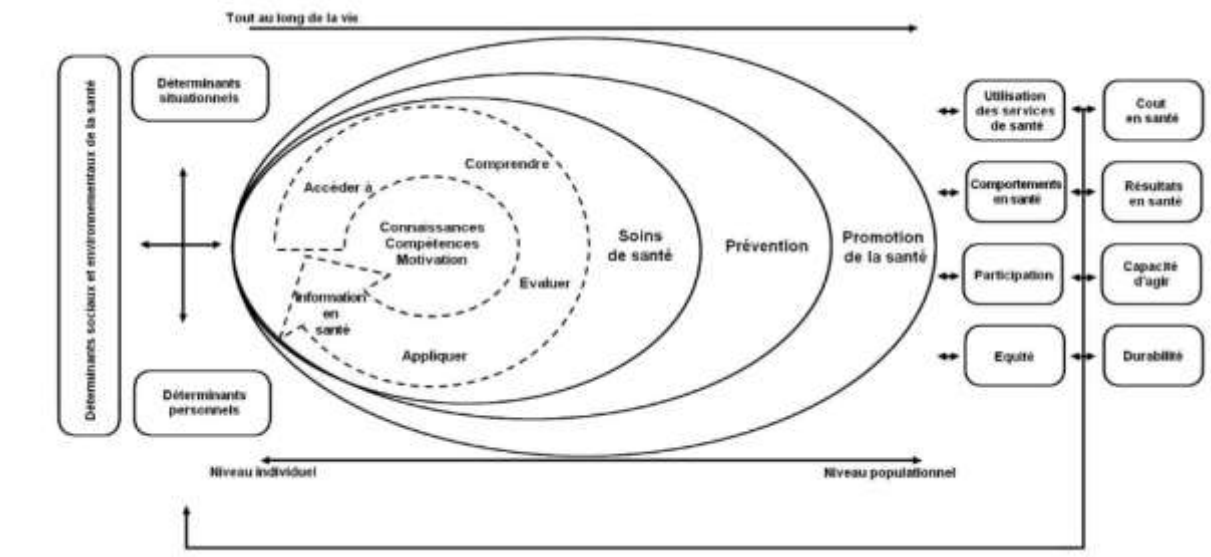 Tout au long de la vie
Déterminants sociaux et environnementaux de la santé
Déterminants
situationnels
Déterminants
personnels
Accéder à
Comprendre
Connaissances
Compétences
Motivation
Evaluer
Information
en
santé
Appliquer
Soins
de santé
Prévention
Promotion
de la santé
Utilisation
des services
de santé
Cout
en santé
Comportements
en santé
Résultats
en santé
Participation
Capacité
d'agir
Equité
Durabilité
Niveau individuel
Niveau populationnel